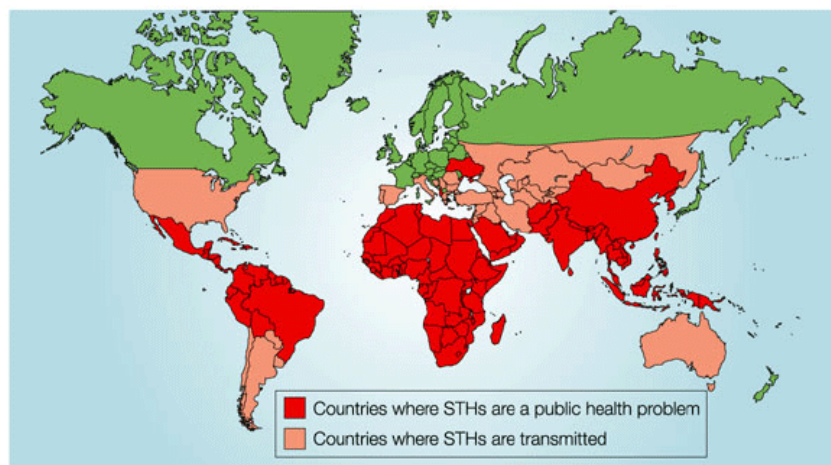 Countries where STHs are a public health problem
Countries where STHs are transmitted